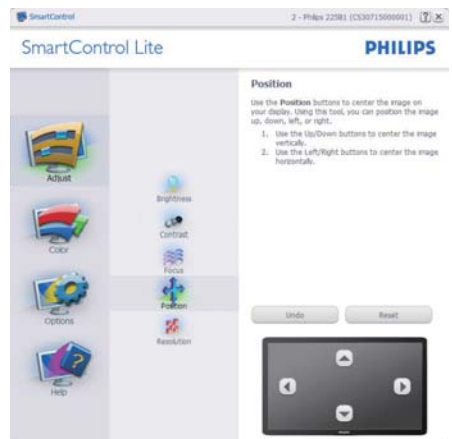 SmartControl
2 - Philips 225B1 (CS30715000001)
SmartControl Lite
PHILIPS
Adjust
Color
Options
Help
Brightness
Contrast
Focus
Position
Resolution
Position
Use the Position buttons to center the image on
your display. Using this tool, you can position the image
up, down, left, or right.
1. Use the Up/Down buttons to center the image
vertically.
2. Use the Left/Right buttons to center the image
horizontally.
Undo
Reset